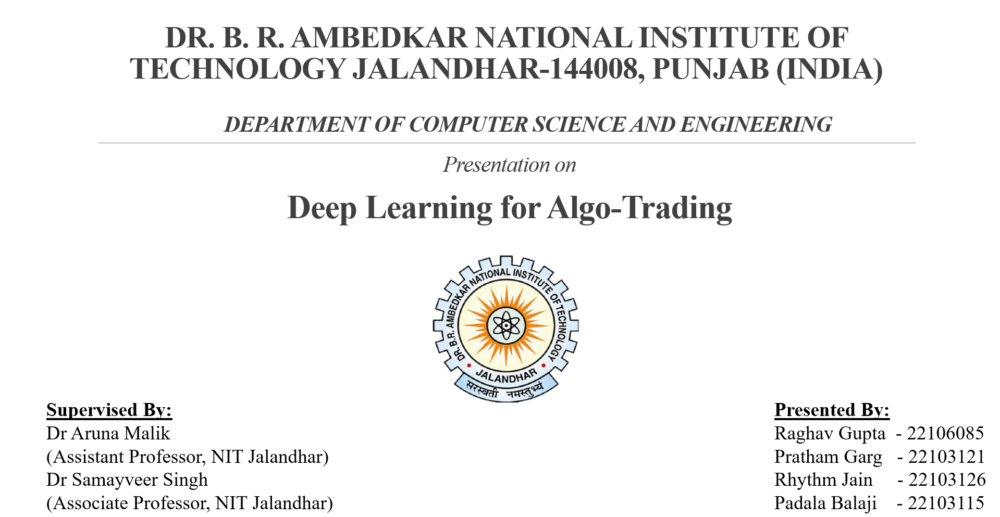 DR. B. R. AMBEDKAR NATIONAL INSTITUTE OF
TECHNOLOGY JALANDHAR-144008, PUNJAB (INDIA)
DEPARTMENT OF COMPUTER SCIENCE AND ENGINEERING
Presentation on
Deep Learning for Algo-Trading
DR. B.R. AMBEDKAR NATIONAL INSTITUTE OF TECHNOLOGY
JALANDHAR
सरस्वती नमस्तुभ्यं
Supervised By:
Dr Aruna Malik
(Assistant Professor, NIT Jalandhar)
Dr Samayveer Singh
(Associate Professor, NIT Jalandhar)
Presented By:
Raghav Gupta - 22106085
Pratham Garg - 22103121
Rhythm Jain - 22103126
Padala Balaji - 22103115